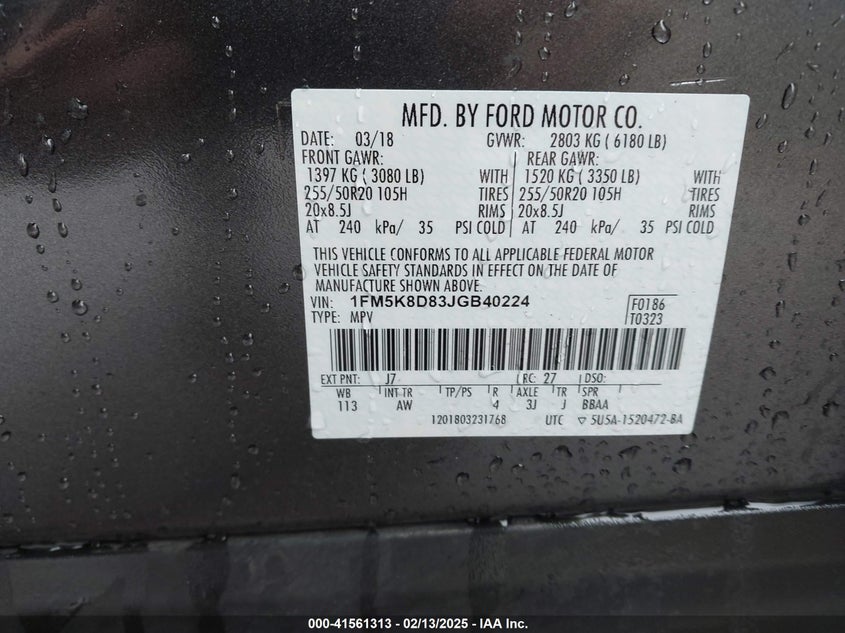 MFD. BY FORD MOTOR CO.
DATE: 03/18 GVWR: 2803 KG ( 6180 LB)
FRONT GAWR: REAR GAWR:
1397 KG ( 3080 LB) WITH 1520 KG ( 3350 LB) WITH
255/50R20 105H TIRES 255/50R20 105H TIRES
20x8.5J RIMS 20x8.5J RIMS
AT 240 kPa/ 35 PSI COLD AT 240 kPa/ 35 PSI COLD
THIS VEHICLE CONFORMS TO ALL APPLICABLE FEDERAL MOTOR
VEHICLE SAFETY STANDARDS IN EFFECT ON THE DATE OF
MANUFACTURE SHOWN ABOVE.
VIN: 1FM5K8D83JGB40224 F0186
TYPE: MPV T0323
EXT PNT: J7 RC: 27 DSO:
WB INT TR TP/PS R AXLE TR SPR
113 AW 4 3J J BBAA
1201803231768 UTC ▽ 5U5A-1520472-BA
000-41561313 — 02/13/2025 — IAA Inc.